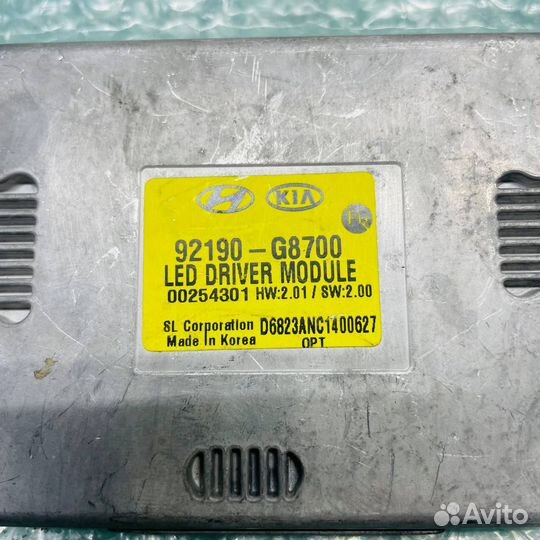 KIA
92190-G8700
LED DRIVER MODULE
00254301 HW:2.01 / SW:2.00
SL Corporation D6823ANC1400627
Made In Korea OPT
Avito